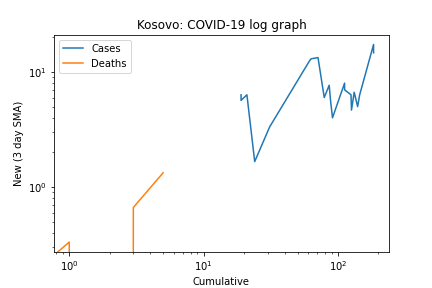 Kosovo: COVID-19 log graph
Cases
Deaths
New (3 day SMA)
10¹
10⁰
10⁰ 10¹ 10²
Cumulative